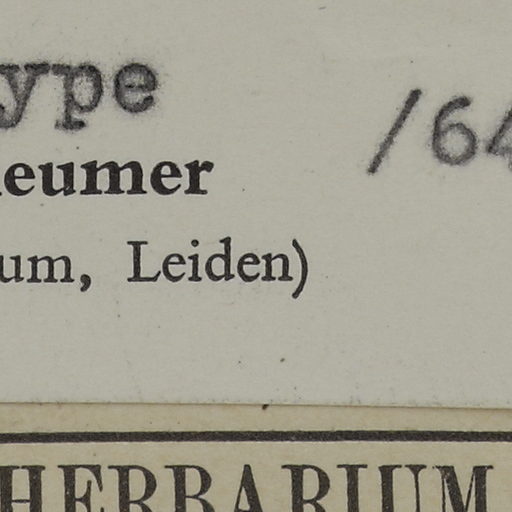 ype
/64
eumer
um, Leiden)
HERBARIUM